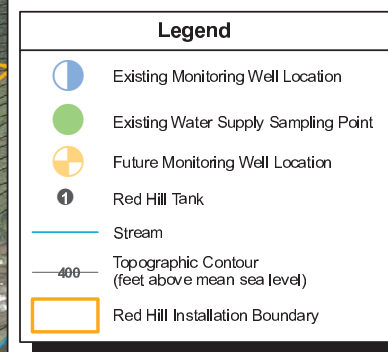 Legend
Existing Monitoring Well Location
Existing Water Supply Sampling Point
Future Monitoring Well Location
1 Red Hill Tank
Stream
400 Topographic Contour
(feet above mean sea level)
Red Hill Installation Boundary